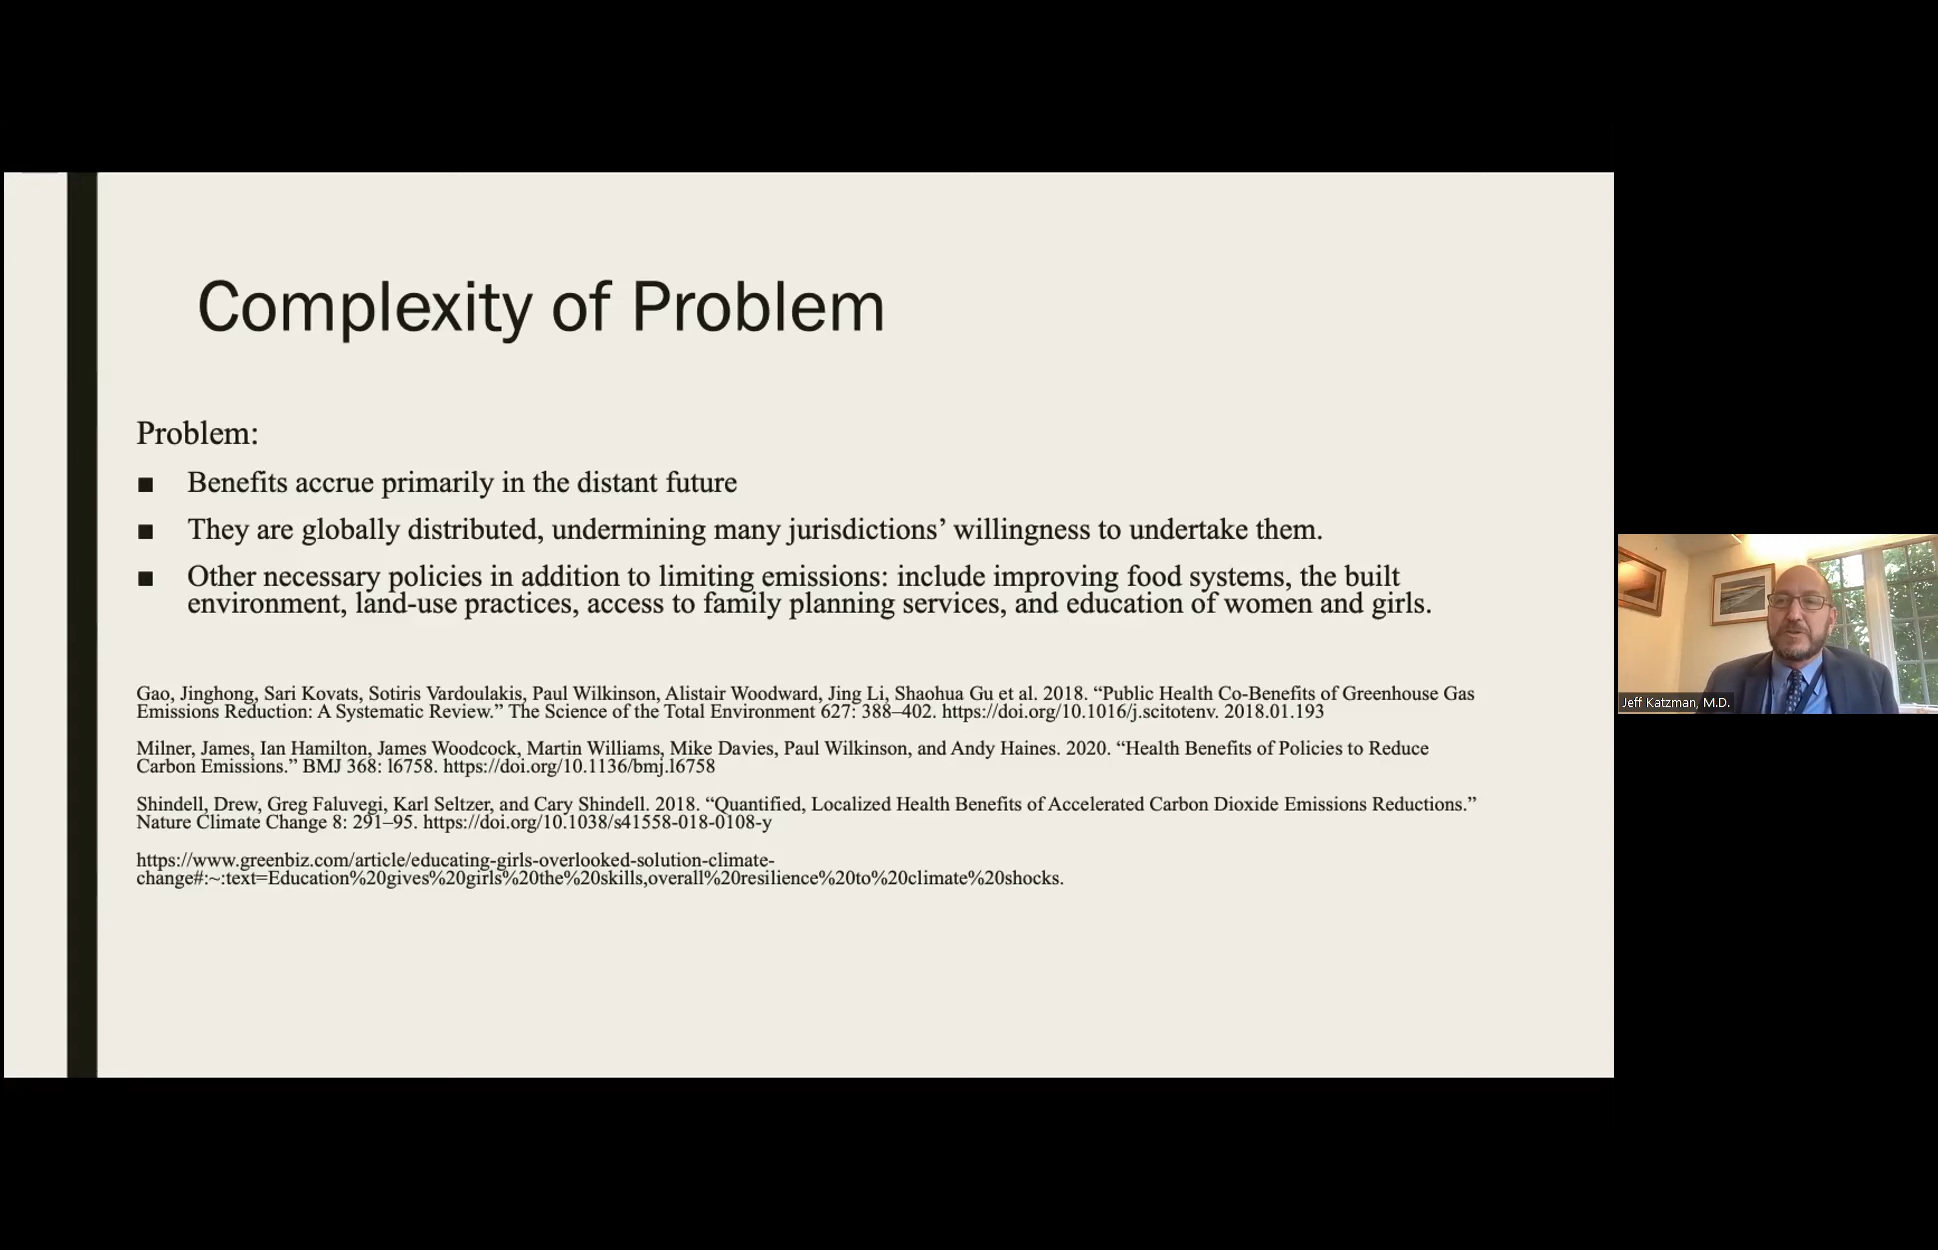 Complexity of Problem
Problem:
■ Benefits accrue primarily in the distant future
■ They are globally distributed, undermining many jurisdictions’ willingness to undertake them.
■ Other necessary policies in addition to limiting emissions: include improving food systems, the built
environment, land-use practices, access to family planning services, and education of women and girls.
Gao, Jinghong, Sari Kovats, Sotiris Vardoulakis, Paul Wilkinson, Alistair Woodward, Jing Li, Shaohua Gu et al. 2018. “Public Health Co-Benefits of Greenhouse Gas
Emissions Reduction: A Systematic Review.” The Science of the Total Environment 627: 388–402. https://doi.org/10.1016/j.scitotenv. 2018.01.193
Milner, James, Ian Hamilton, James Woodcock, Martin Williams, Mike Davies, Paul Wilkinson, and Andy Haines. 2020. “Health Benefits of Policies to Reduce
Carbon Emissions.” BMJ 368: l6758. https://doi.org/10.1136/bmj.l6758
Shindell, Drew, Greg Faluvegi, Karl Seltzer, and Cary Shindell. 2018. “Quantified, Localized Health Benefits of Accelerated Carbon Dioxide Emissions Reductions.”
Nature Climate Change 8: 291–95. https://doi.org/10.1038/s41558-018-0108-y
https://www.greenbiz.com/article/educating-girls-overlooked-solution-climate-
change#:~:text=Education%20gives%20girls%20the%20skills,overall%20resilience%20to%20climate%20shocks.
Jeff Katzman, M.D.